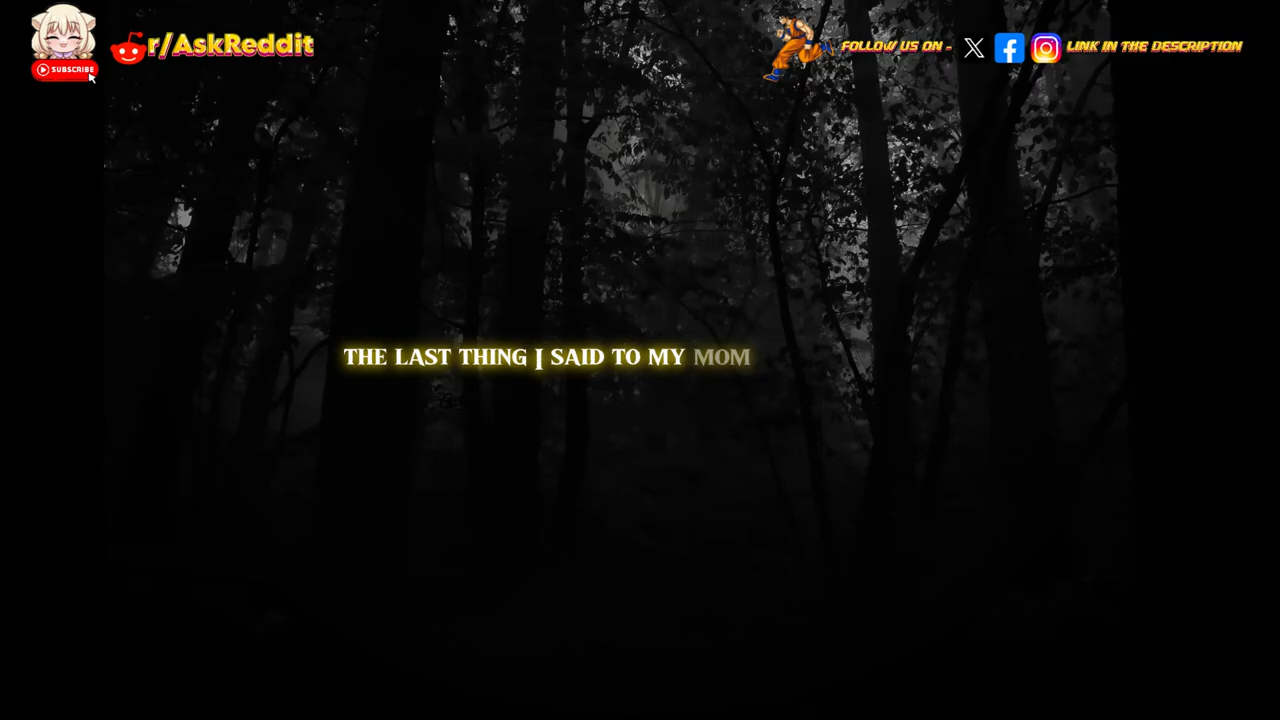 SUBSCRIBE
r/AskReddit
FOLLOW US ON -
LINK IN THE DESCRIPTION
THE LAST THING I SAID TO MY MOM